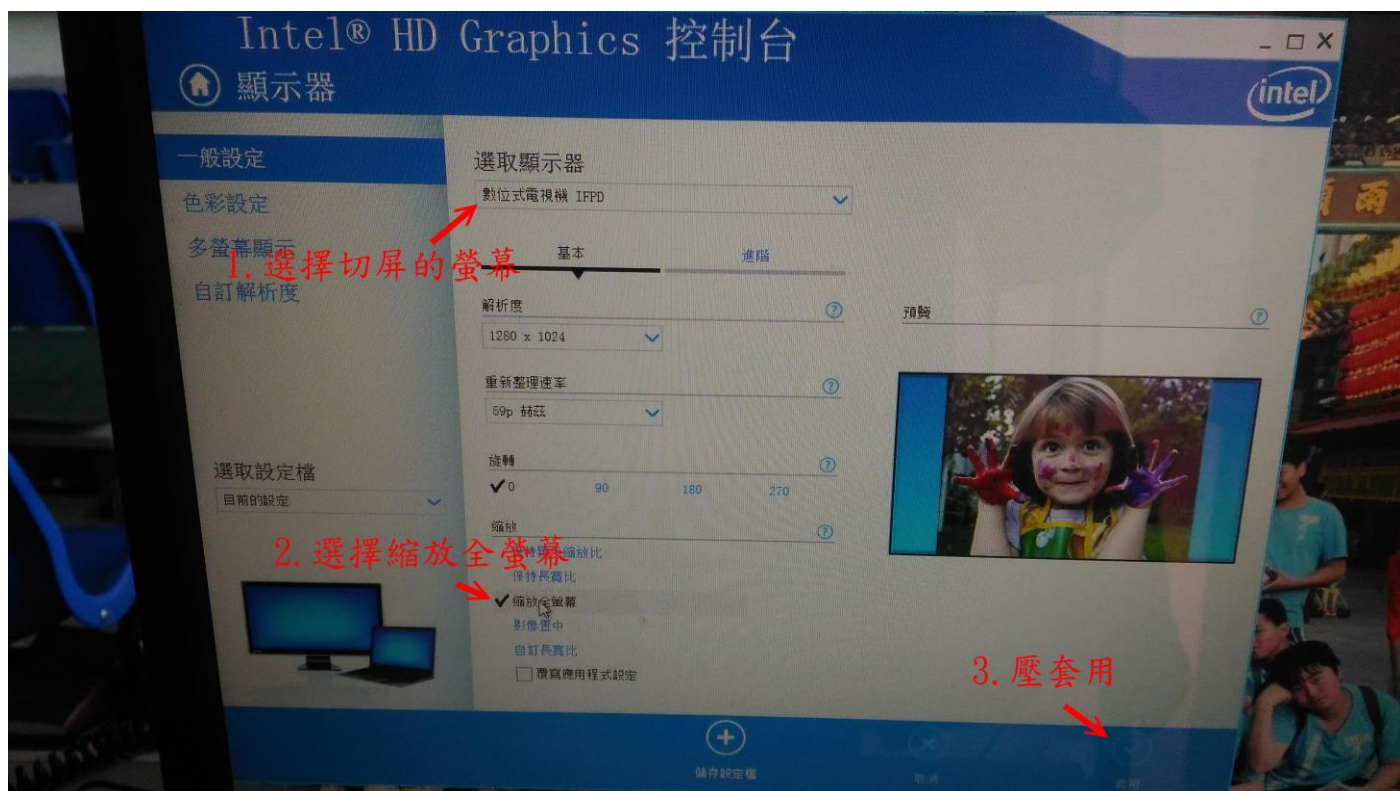 Intel® HD Graphics 控制台
顯示器
intel
一般設定
色彩設定
多螢幕顯示
自訂解析度
選取設定檔
目前的設定
選取顯示器
數位式電視機 IFPD
1. 選擇切屏的螢幕
基本
進階
解析度
1280 x 1024
重新整理速率
59p 赫茲
旋轉
0
90
180
270
縮放
2. 選擇縮放全螢幕
保持長寬比
縮放全螢幕
影像置中
自訂長寬比
覆寫應用程式設定
預覽
3. 壓套用
儲存設定檔
取消
套用